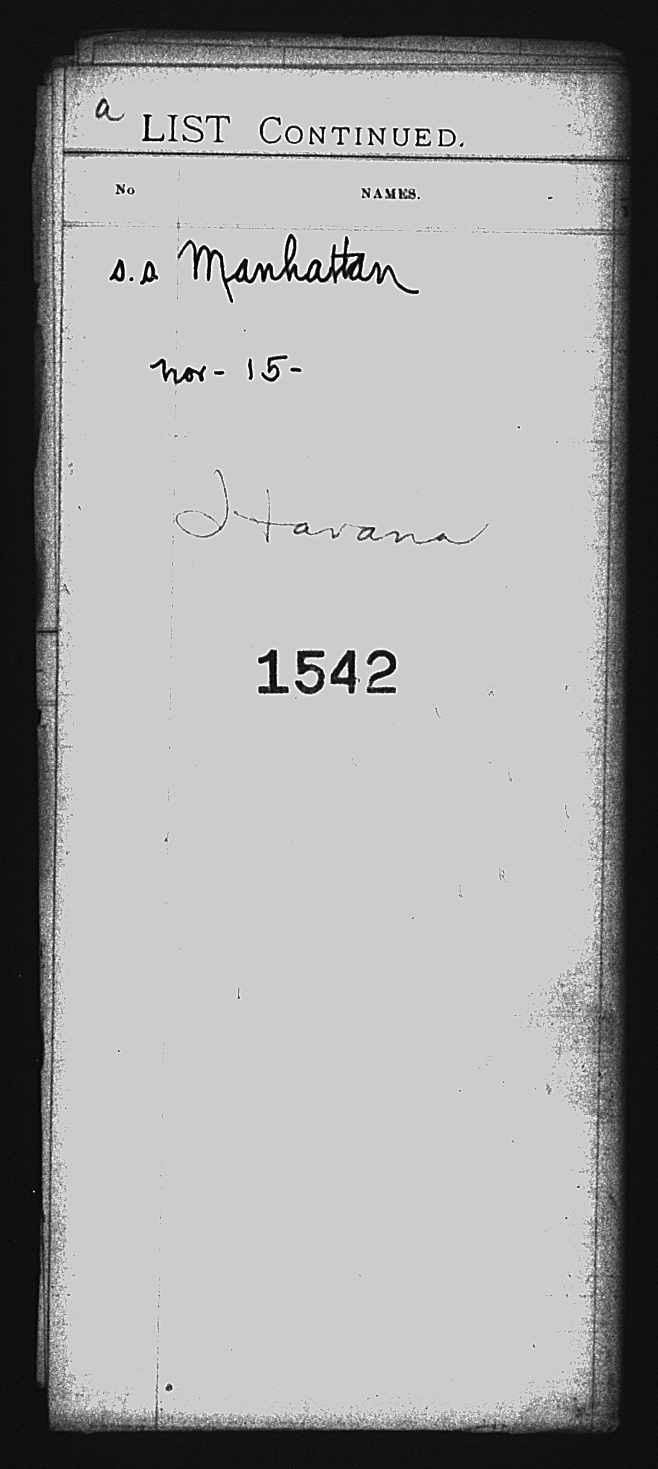 a
LIST CONTINUED.
No NAMES.
s.s Manhattan
Nov - 15 -
Havana
1542